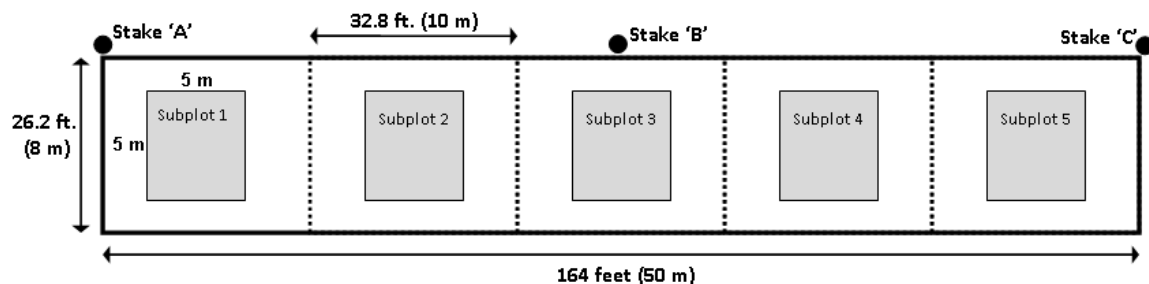 Stake ‘A’
32.8 ft. (10 m)
Stake ‘B’
Stake ‘C’
5 m
26.2 ft.
(8 m)
5 m
Subplot 1
Subplot 2
Subplot 3
Subplot 4
Subplot 5
164 feet (50 m)